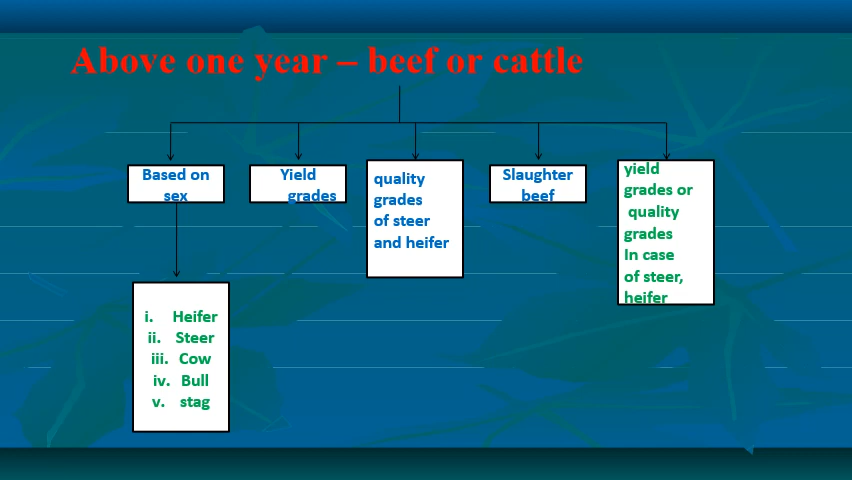 Above one year – beef or cattle
Based on
sex
Yield
grades
quality
grades
of steer
and heifer
Slaughter
beef
yield
grades or
quality
grades
In case
of steer,
heifer
i. Heifer
ii. Steer
iii. Cow
iv. Bull
v. stag